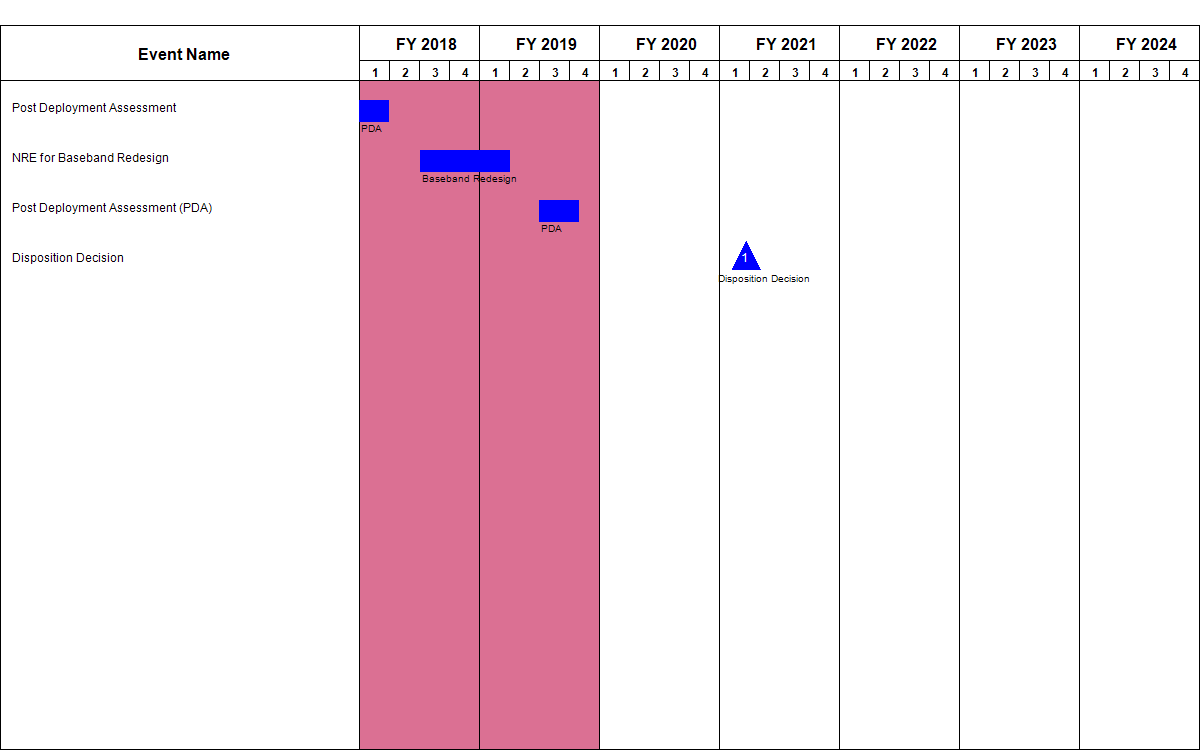 Event Name FY 2018 FY 2019 FY 2020 FY 2021 FY 2022 FY 2023 FY 2024
1 2 3 4 1 2 3 4 1 2 3 4 1 2 3 4 1 2 3 4 1 2 3 4 1 2 3 4
Post Deployment Assessment
PDA
NRE for Baseband Redesign
Baseband Redesign
Post Deployment Assessment (PDA)
PDA
Disposition Decision 1
Disposition Decision